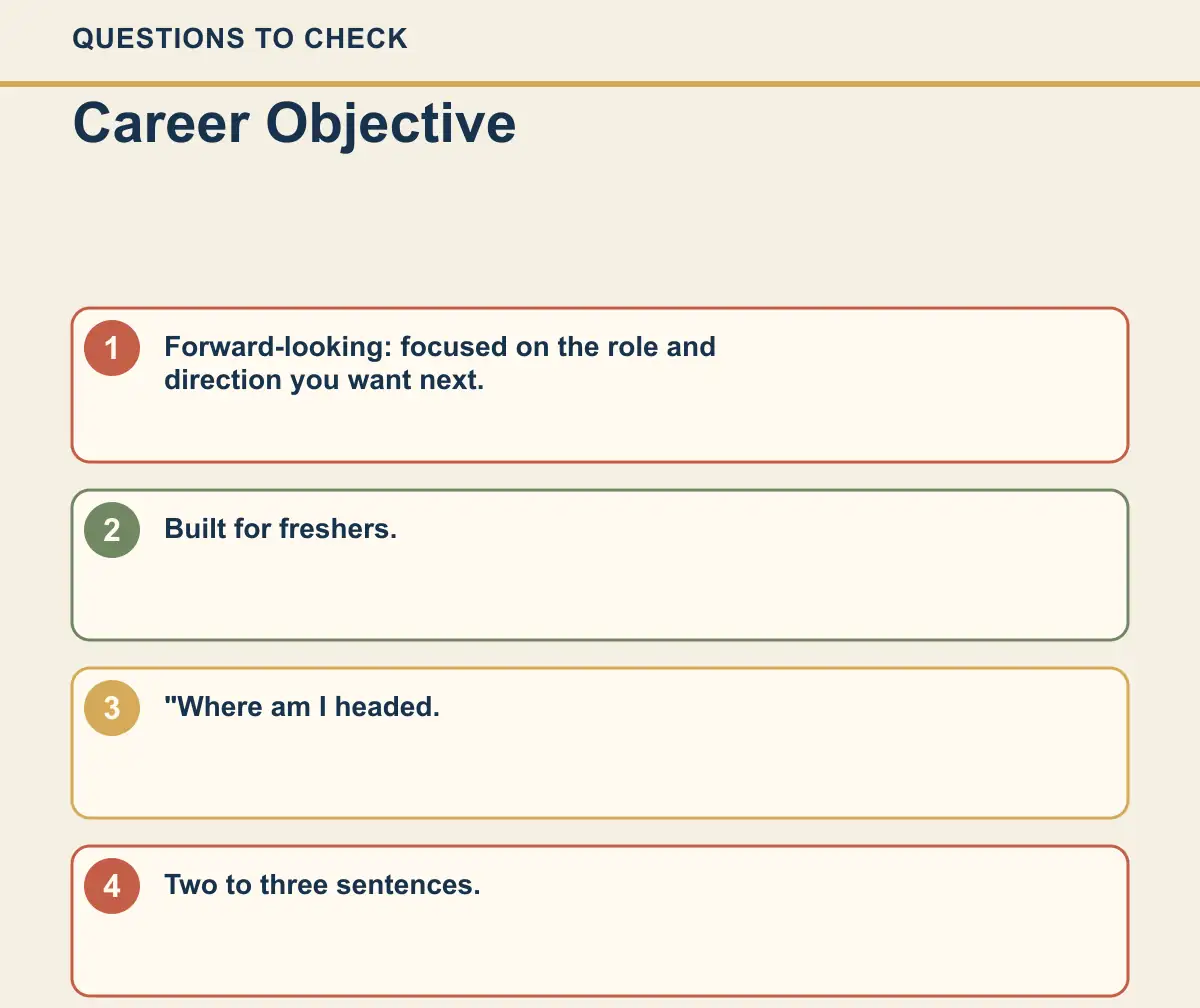 QUESTIONS TO CHECK
Career Objective
1
Forward-looking: focused on the role and
direction you want next.
2
Built for freshers.
3
"Where am I headed.
4
Two to three sentences.